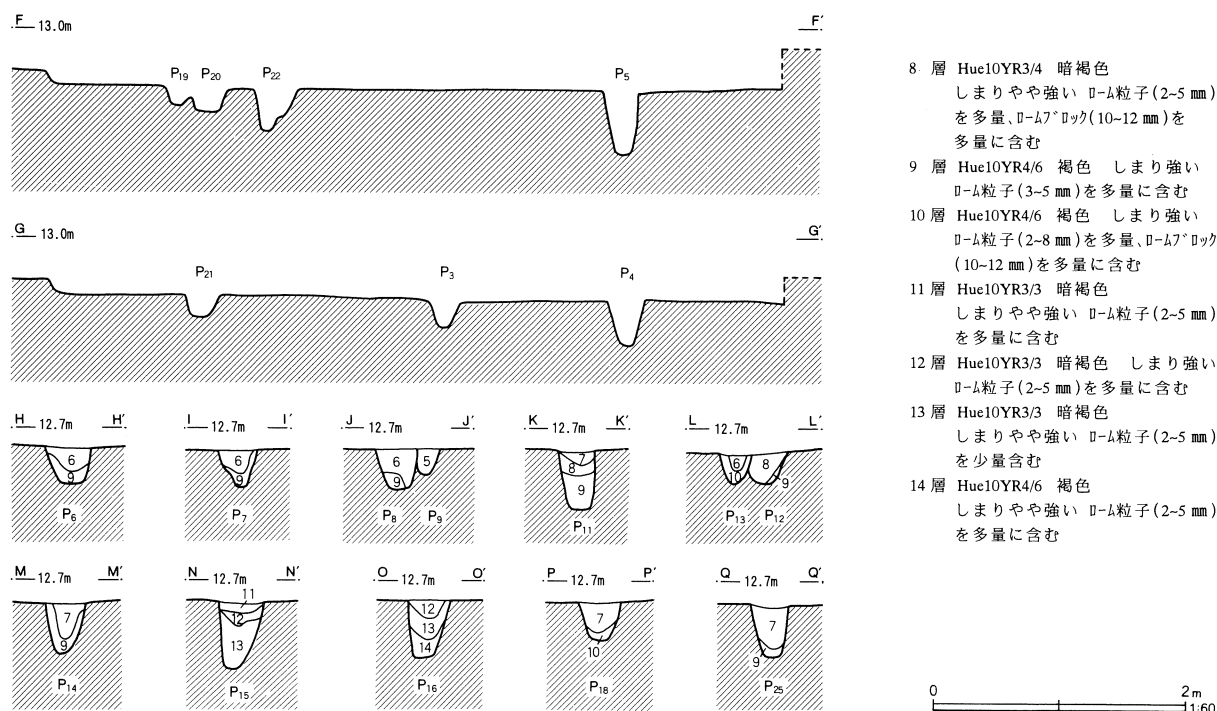 F 13.0m F′
P19 P20 P22 P5
G 13.0m G′
P21 P3 P4
H 12.7m H′ I 12.7m I′ J 12.7m J′ K 12.7m K′ L 12.7m L′
6 9 6 9 6 9 5 7 8 9 6 10 8 9
P6 P7 P8 P9 P11 P13 P12
M 12.7m M′ N 12.7m N′ O 12.7m O′ P 12.7m P′ Q 12.7m Q′
7 9 11 12 13 12 13 14 7 10 7 9
P14 P15 P16 P18 P25
8 層 Hue10YR3/4 暗褐色
しまりやや強い ﾛｰﾑ粒子(2~5 ㎜)
を多量、ﾛｰﾑﾌﾞﾛｯｸ(10~12 ㎜)を
多量に含む
9 層 Hue10YR4/6 褐色 しまり強い
ﾛｰﾑ粒子(3~5 ㎜)を多量に含む
10 層 Hue10YR4/6 褐色 しまり強い
ﾛｰﾑ粒子(2~8 ㎜)を多量、ﾛｰﾑﾌﾞﾛｯｸ
(10~12 ㎜)を多量に含む
11 層 Hue10YR3/3 暗褐色
しまりやや強い ﾛｰﾑ粒子(2~5 ㎜)
を多量に含む
12 層 Hue10YR3/3 暗褐色 しまり強い
ﾛｰﾑ粒子(2~5 ㎜)を多量に含む
13 層 Hue10YR3/3 暗褐色
しまりやや強い ﾛｰﾑ粒子(2~5 ㎜)
を少量含む
14 層 Hue10YR4/6 褐色
しまりやや強い ﾛｰﾑ粒子(2~5 ㎜)
を多量に含む
0 2m
1:60